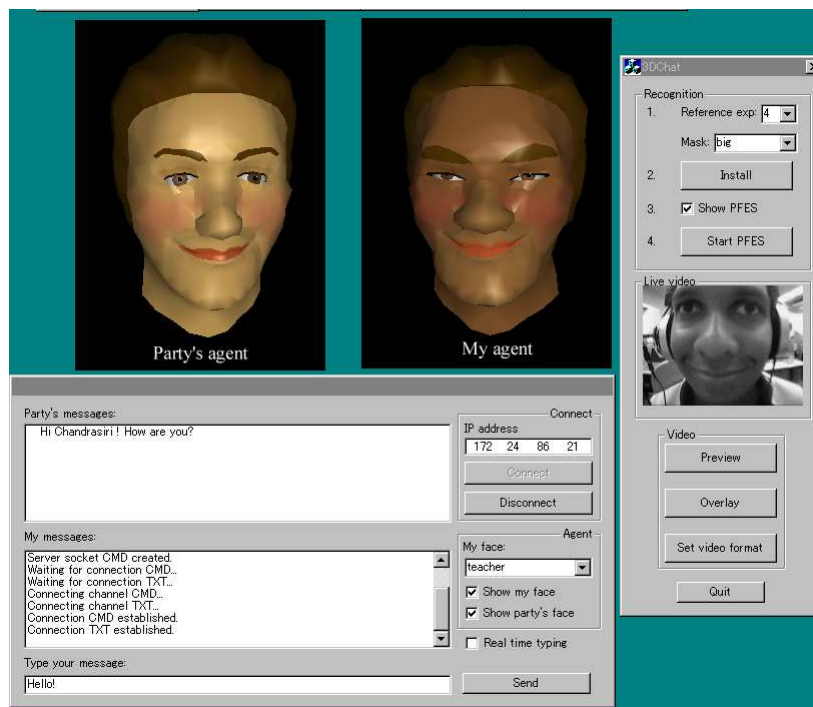 Party's agent
My agent
3DChat
Recognition
1. Reference exp: 4
Mask: big
2. Install
3. Show PFES
4. Start PFES
Live video
Video
Preview
Overlay
Set video format
Quit
Party's messages:
Hi Chandrasiri ! How are you?
Connect
IP address
172 24 86 21
Connect
Disconnect
My messages:
Server socket CMD created.
Waiting for connection CMD...
Waiting for connection TXT...
Connecting channel CMD...
Connecting channel TXT...
Connection CMD established.
Connection TXT established.
Agent
My face:
teacher
Show my face
Show party's face
Real time typing
Type your message:
Hello!
Send